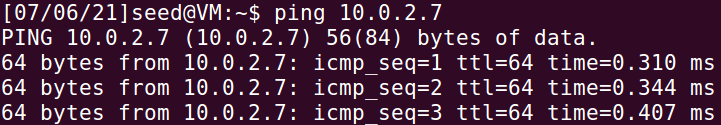 [07/06/21]seed@VM:~$ ping 10.0.2.7
PING 10.0.2.7 (10.0.2.7) 56(84) bytes of data.
64 bytes from 10.0.2.7: icmp_seq=1 ttl=64 time=0.310 ms
64 bytes from 10.0.2.7: icmp_seq=2 ttl=64 time=0.344 ms
64 bytes from 10.0.2.7: icmp_seq=3 ttl=64 time=0.407 ms